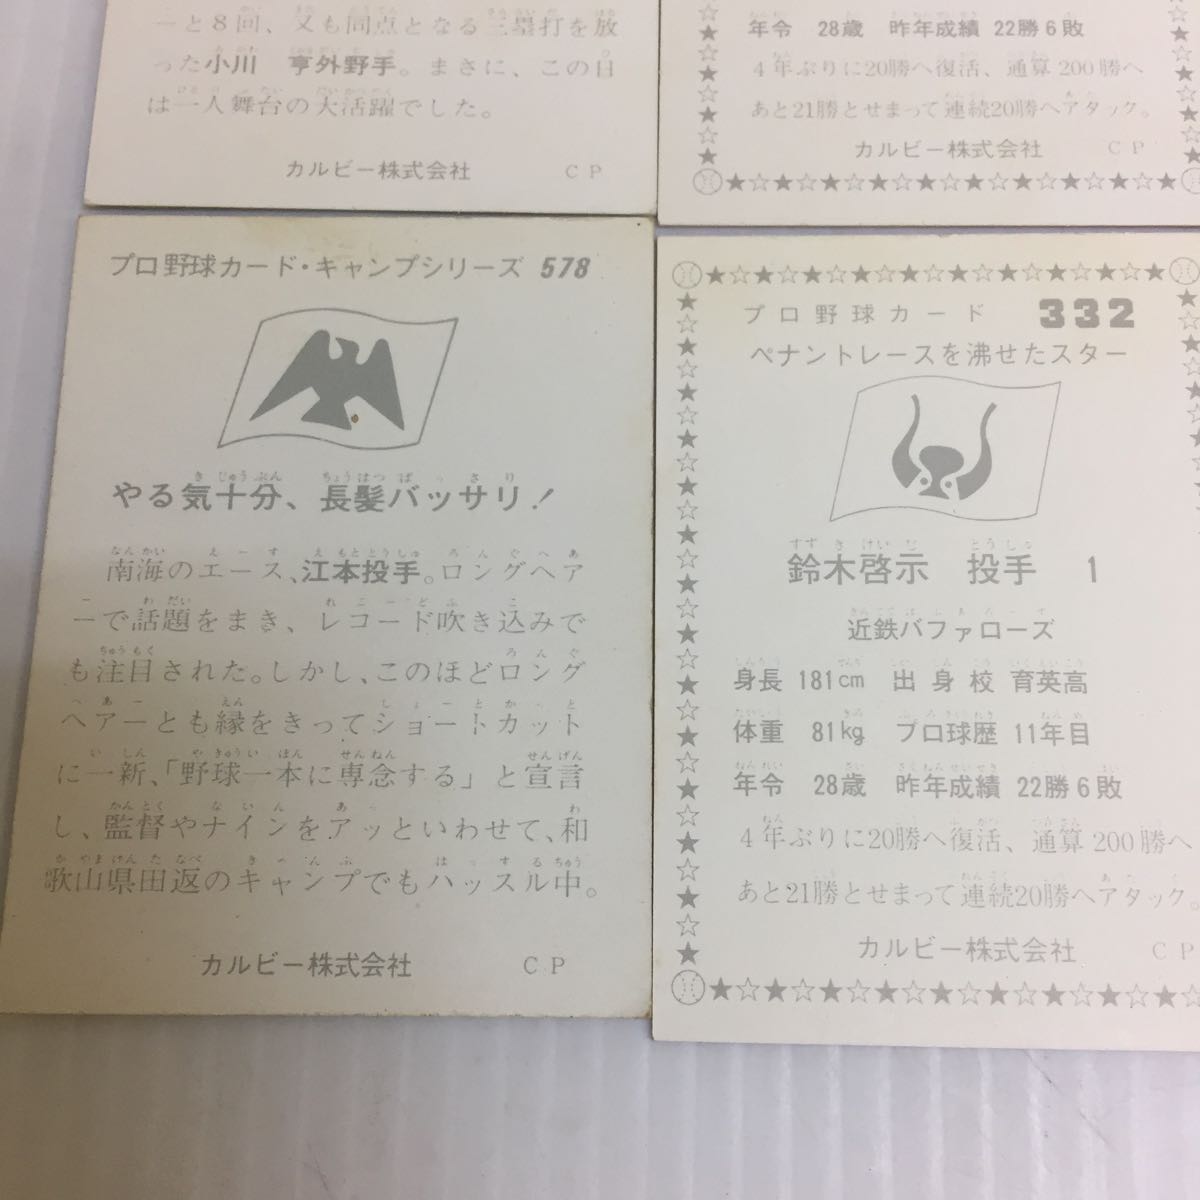 ーと8回、又も同点となる三塁打を放
った小川　亨外野手。まさに、この日
は一人舞台の大活躍でした。
カルビー株式会社　CP
年令 28歳 昨年成績 22勝6敗
4年ぶりに20勝へ復活、通算200勝へ
あと21勝とせまって連続20勝へアタック。
カルビー株式会社　CP
プロ野球カード・キャンプシリーズ 578
やる気十分、長髪バッサリ！
南海のエース、江本投手。ロングヘア
ーで話題をまき、レコード吹き込みで
も注目された。しかし、このほどロング
ヘアーとも縁をきってショートカット
に一新、「野球一本に専念する」と宣言
し、監督やナインをアッといわせて、和
歌山県田返のキャンプでもハッスル中。
カルビー株式会社　CP
プロ野球カード 332
ペナントレースを沸せたスター
鈴木啓示　投手　1
近鉄バファローズ
身長 181cm 出身校 育英高
体重 81kg プロ球歴 11年目
年令 28歳 昨年成績 22勝6敗
4年ぶりに20勝へ復活、通算200勝へ
あと21勝とせまって連続20勝へアタック。
カルビー株式会社　CP